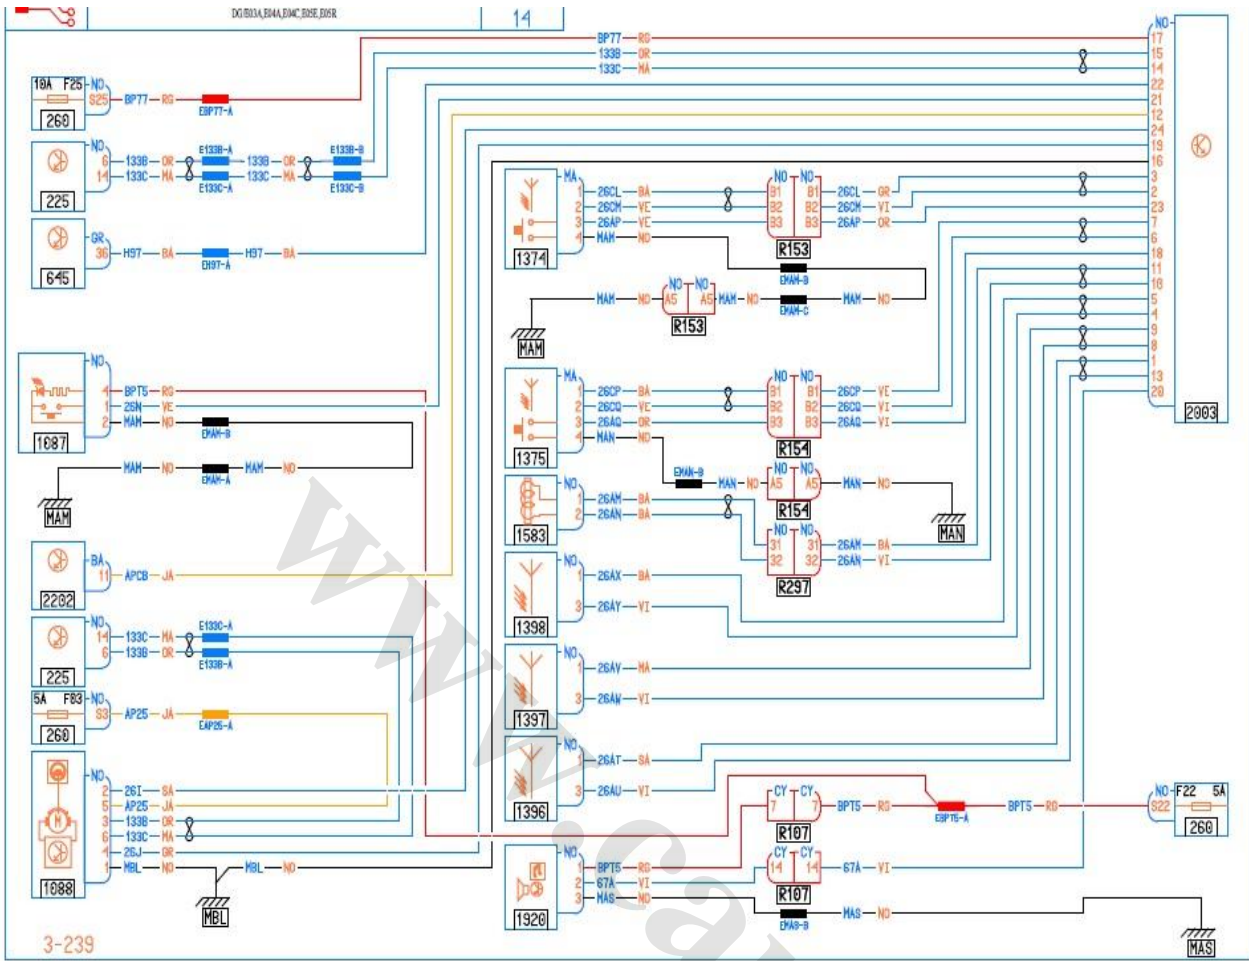 DG/E03A,E04A,E04C,E05E,E05R
14
10A F25 NO
S25 BP77 RG EBP77-A
260
BP77 RG
133B OR
133C MA
NO
17
15
14
22
21
12
24
19
16
3
2
23
7
6
18
11
10
5
4
9
8
1
13
20
2003
NO
6 133B OR E133B-A 133B OR E133B-B
14 133C MA E133C-A 133C MA E133C-B
225
GR
36 H97 BA EH97-A H97 BA
645
NO
4 BPT5 RG
1 26N VE
2 MAM NO EMAM-B
1087
MAM NO EMAM-A MAM NO
MAM
BA
11 APCB JA
2202
NO
14 133C MA E133C-A
6 133B OR E133B-A
225
5A F03 NO
S3 AP25 JA EAP25-A
260
NO
2 26I SA
5 AP25 JA
3 133B OR
6 133C MA
4 26J GR
1 MBL NO MBL NO
1088
MBL
3-239
MA NO NO
1 26CL BA B1 B1 26CL GR
2 26CM VE B2 B2 26CM VI
3 26AP VE B3 B3 26AP OR
4 MAM NO
1374
R153
EMAM-B
NO NO
MAM NO A5 A5 MAM NO EMAM-C MAM NO
R153
MAM
MA NO NO
1 26CP BA B1 B1 26CP VE
2 26CQ VE B2 B2 26CQ VI
3 26AQ OR B3 B3 26AQ VI
4 MAN NO
1375
R154
NO NO
EMAN-B MAN NO A5 A5 MAN NO
R154
MAN
NO
1 26AM BA
2 26AN BA
1583
NO NO
31 31 26AM BA
32 32 26AN VI
R297
NO
1 26AX BA
3 26AY VI
1398
NO
1 26AV MA
3 26AW VI
1397
NO
1 26AT SA
3 26AU VI
1396
CY CY
7 7 BPT5 RG EBPT5-A BPT5 RG
R107
NO F22 5A
S22
260
NO
1 BPT5 RG
2 67A VI
3 MAS NO
1920
CY CY
14 14 67A VI
R107
EMAS-B MAS NO
MAS
www.ca